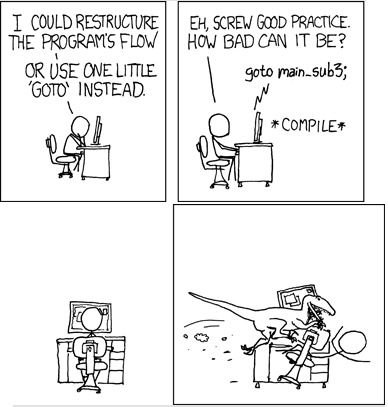 I COULD RESTRUCTURE
THE PROGRAM'S FLOW
OR USE ONE LITTLE
'GOTO' INSTEAD.
EH, SCREW GOOD PRACTICE.
HOW BAD CAN IT BE?
goto main_sub3;
*COMPILE*